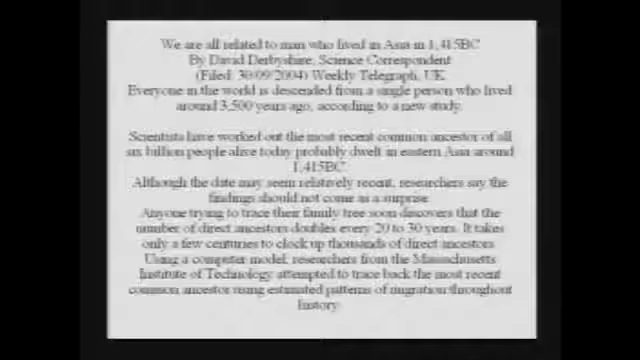 We are all related to man who lived in Asia in 1,415BC
By David Derbyshire, Science Correspondent
(Filed: 30/09/2004) Weekly Telegraph, UK
Everyone in the world is descended from a single person who lived
around 3,500 years ago, according to a new study.
Scientists have worked out the most recent common ancestor of all
six billion people alive today probably dwelt in eastern Asia around
1,415BC
Although the date may seem relatively recent, researchers say the
findings should not come as a surprise
Anyone trying to trace their family tree soon discovers that the
number of direct ancestors doubles every 20 to 30 years. It takes
only a few centuries to clock up thousands of direct ancestors
Using a computer model, researchers from the Massachusetts
Institute of Technology attempted to trace back the most recent
common ancestor using estimated patterns of migration throughout
history